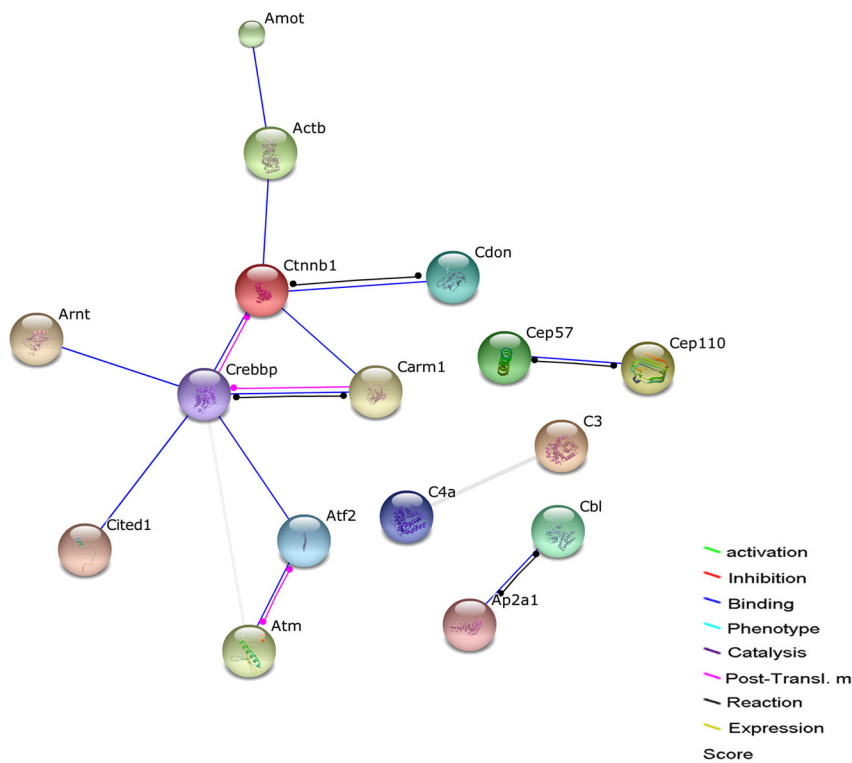 Amot
Actb
Ctnnb1
Cdon
Arnt
Cep57
Cep110
Crebbp
Carm1
C3
C4a
Cbl
Cited1
Atf2
Ap2a1
Atm
activation
Inhibition
Binding
Phenotype
Catalysis
Post-Transl. m
Reaction
Expression
Score